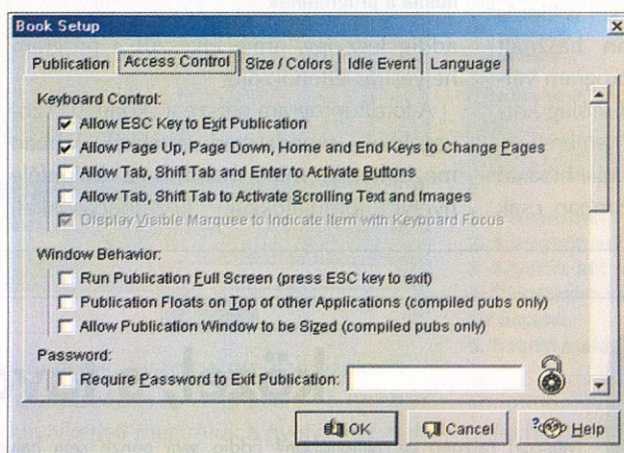 Book Setup
Publication
Access Control
Size / Colors
Idle Event
Language
Keyboard Control:
Allow ESC Key to Exit Publication
Allow Page Up, Page Down, Home and End Keys to Change Pages
Allow Tab, Shift Tab and Enter to Activate Buttons
Allow Tab, Shift Tab to Activate Scrolling Text and Images
Display Visible Marquee to Indicate Item with Keyboard Focus
Window Behavior:
Run Publication Full Screen (press ESC key to exit)
Publication Floats on Top of other Applications (compiled pubs only)
Allow Publication Window to be Sized (compiled pubs only)
Password:
Require Password to Exit Publication:
OK
Cancel
Help